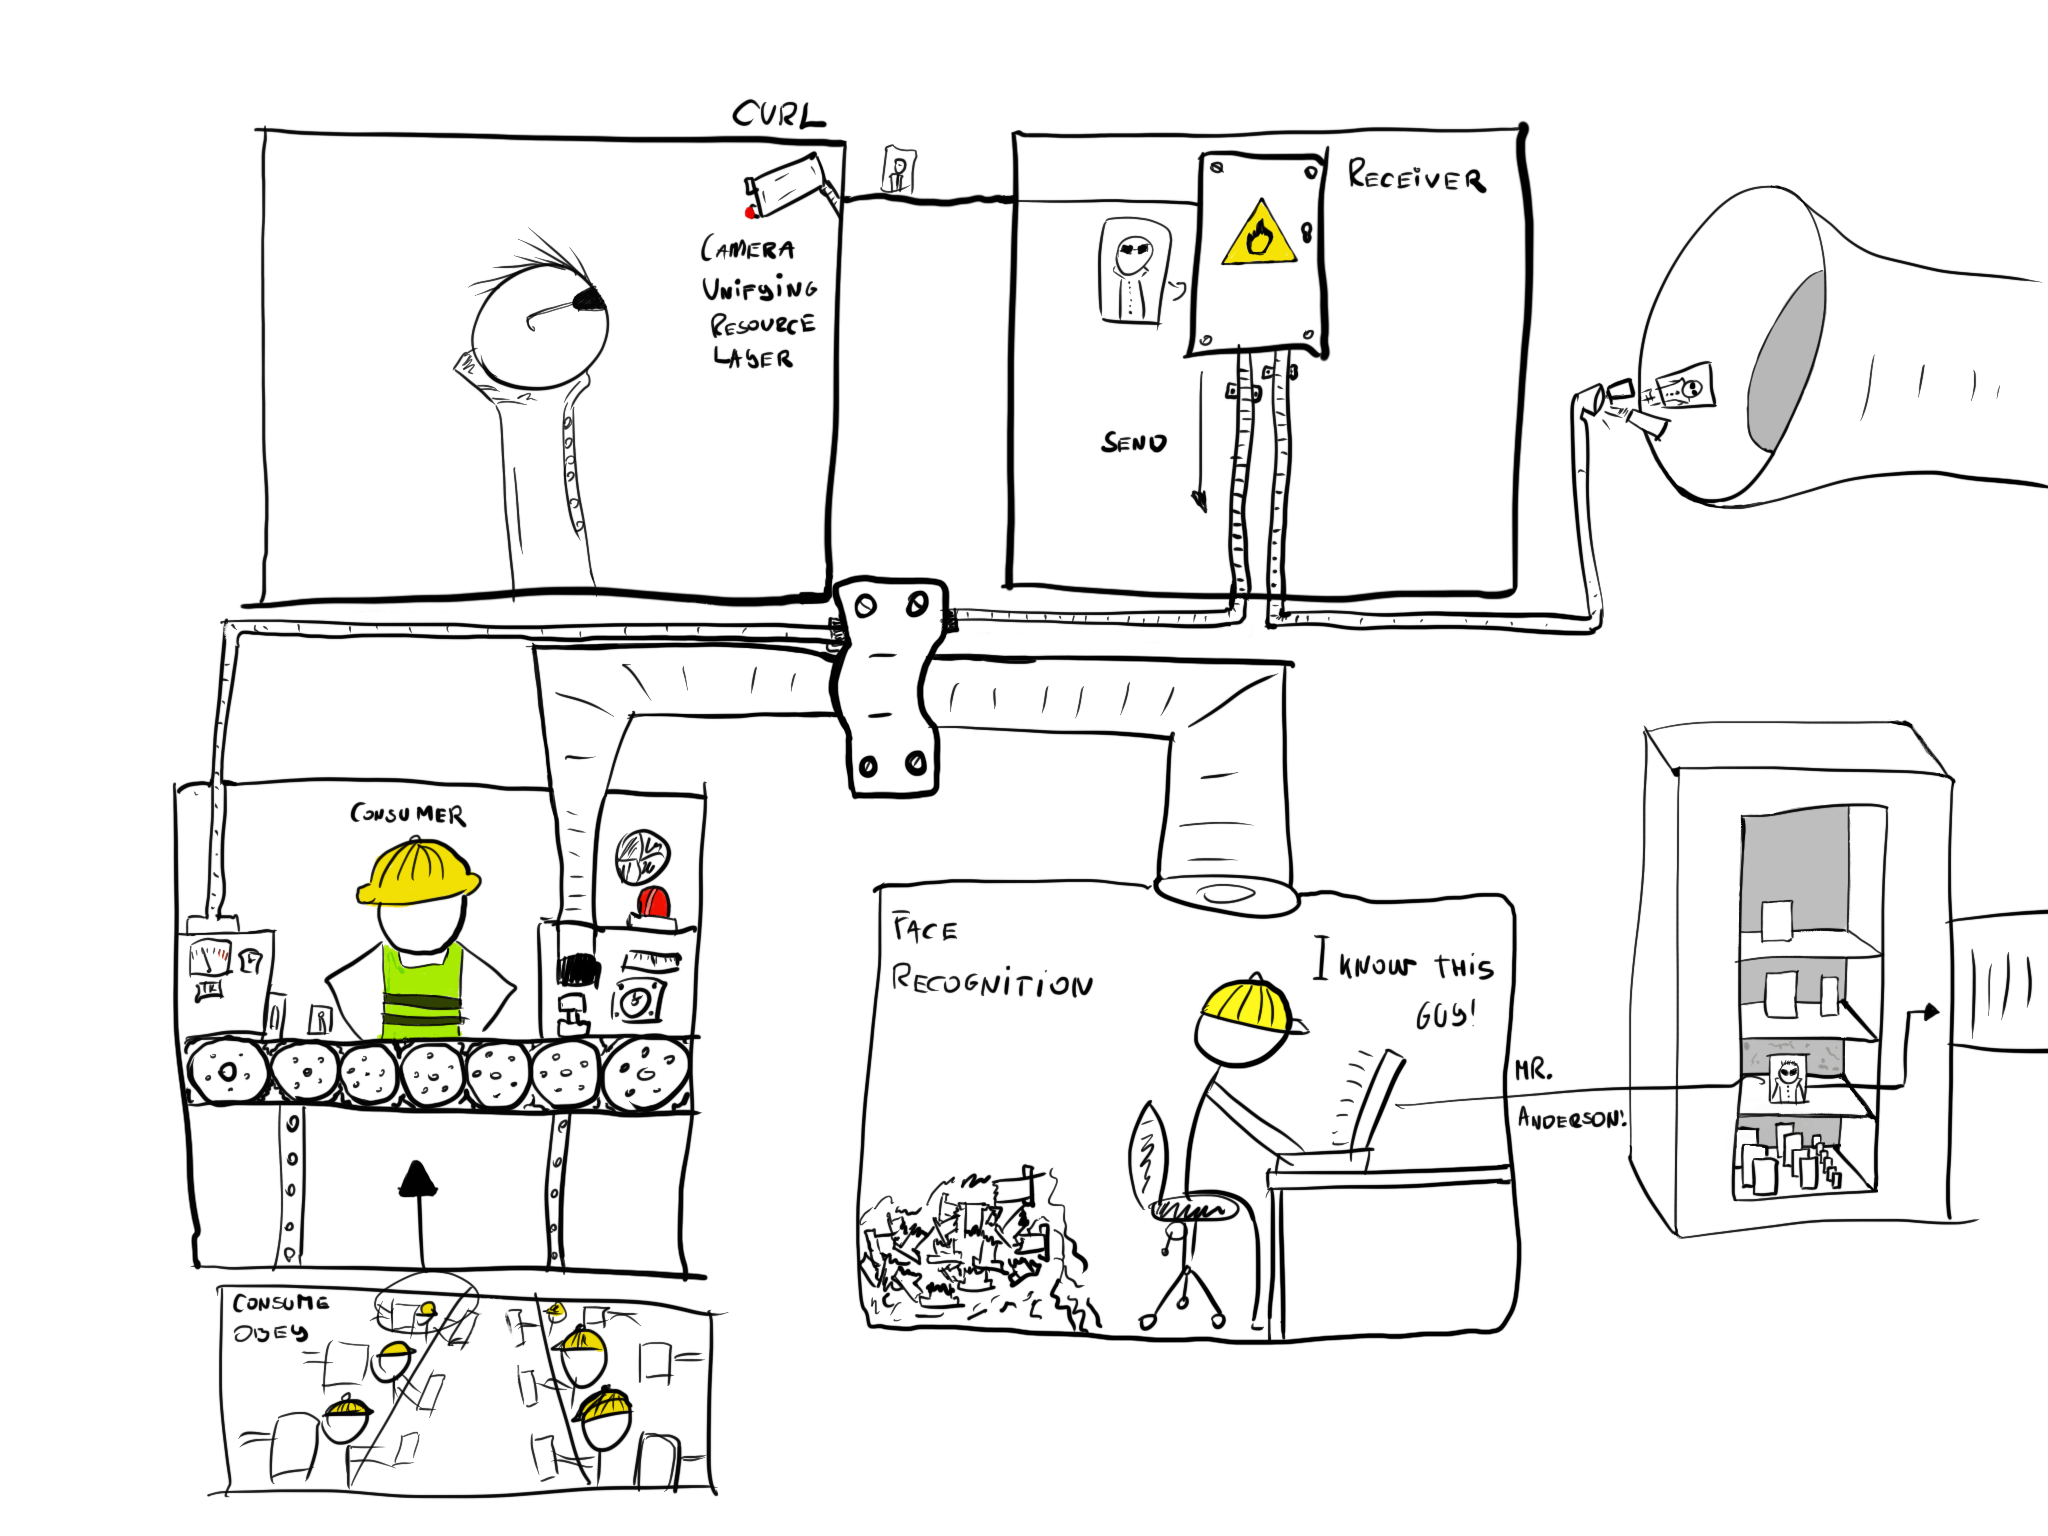 CURL
CAMERA
UNIFYING
RESOURCE
LAYER
RECEIVER
SEND
CONSUMER
FACE
RECOGNITION
I KNOW THIS
GUY!
MR.
ANDERSON!
CONSUME
OBEY